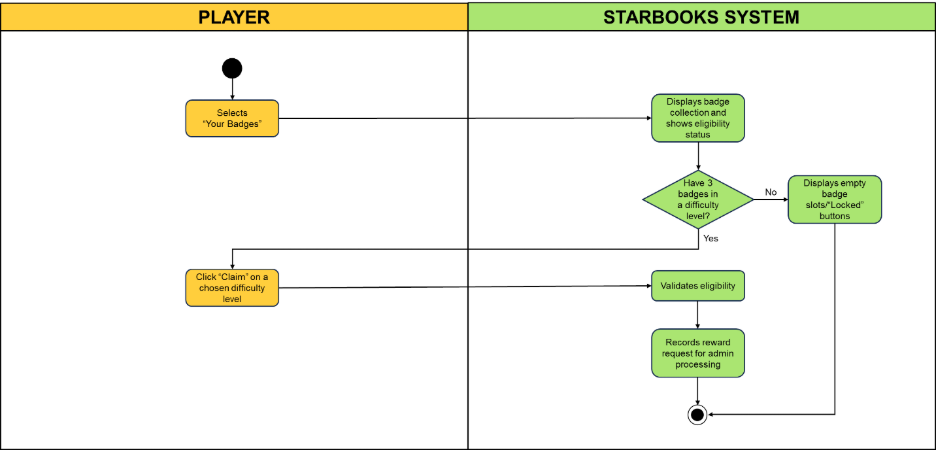 PLAYER
STARBOOKS SYSTEM
Selects
"Your Badges"
Displays badge
collection and
shows eligibility
status
Have 3
badges in
a difficulty
level?
No
Displays empty
badge
slots/"Locked"
buttons
Yes
Click "Claim" on a
chosen difficulty
level
Validates eligibility
Records reward
request for admin
processing